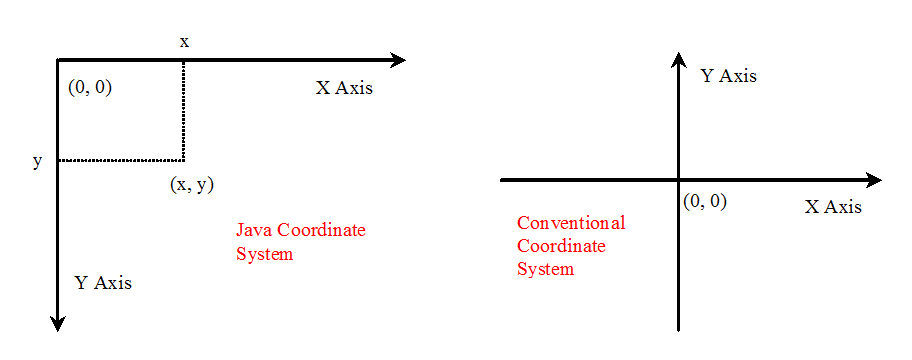 x
(0, 0)
X Axis
y
(x, y)
Java Coordinate
System
Y Axis
Y Axis
(0, 0)
X Axis
Conventional
Coordinate
System